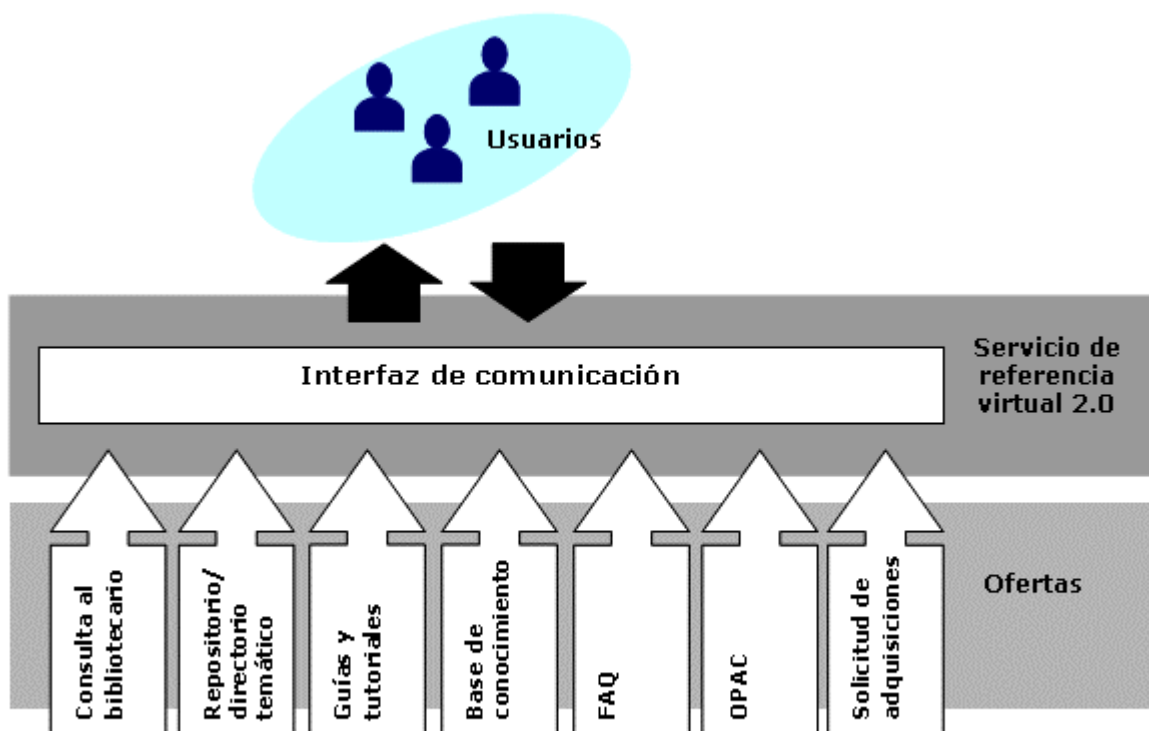 Usuarios
Interfaz de comunicación
Servicio de
referencia
virtual 2.0
Consulta al
bibliotecario
Repositorio/
directorio
temático
Guías y
tutoriales
Base de
conocimiento
FAQ
OPAC
Solicitud de
adquisiciones
Ofertas